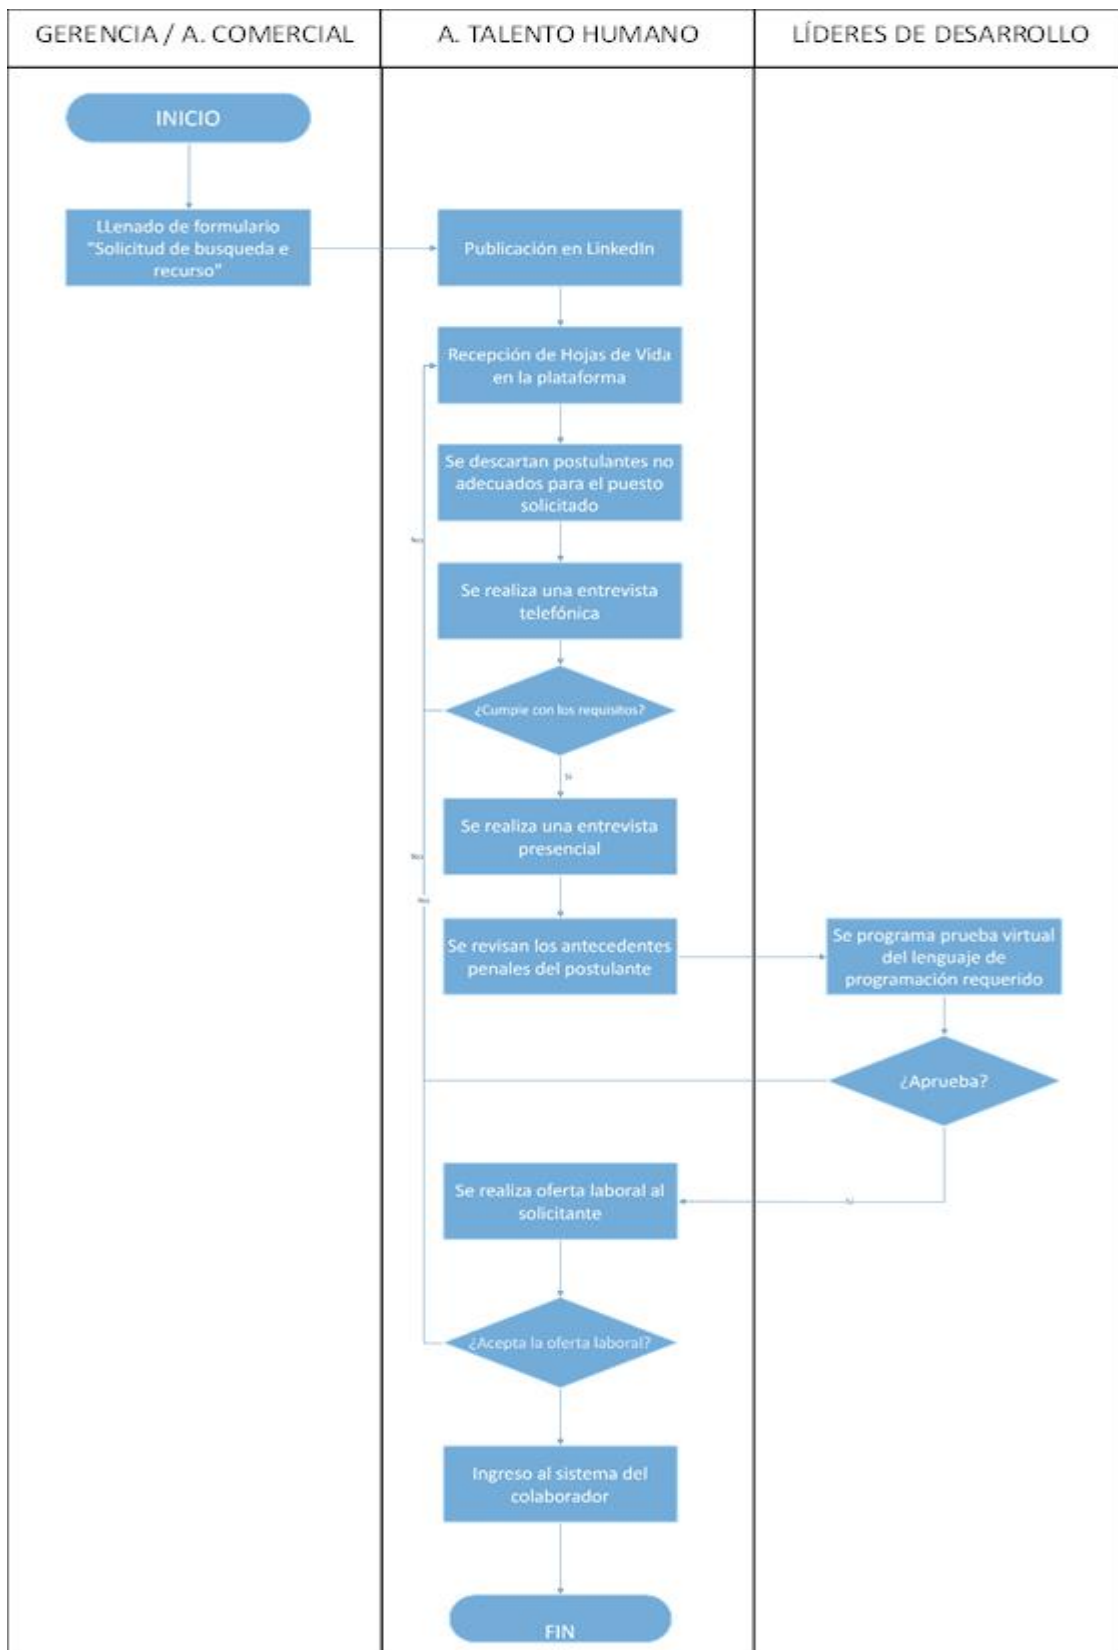 GERENCIA / A. COMERCIAL
A. TALENTO HUMANO
LÍDERES DE DESARROLLO
INICIO
LLenado de formulario
"Solicitud de busqueda e
recurso"
Publicación en LinkedIn
Recepción de Hojas de Vida
en la plataforma
Se descartan postulantes no
adecuados para el puesto
solicitado
Se realiza una entrevista
telefónica
¿Cumple con los requisitos?
Se realiza una entrevista
presencial
Se revisan los antecedentes
penales del postulante
Se programa prueba virtual
del lenguaje de
programación requerido
¿Aprueba?
Se realiza oferta laboral al
solicitante
¿Acepta la oferta laboral?
Ingreso al sistema del
colaborador
FIN